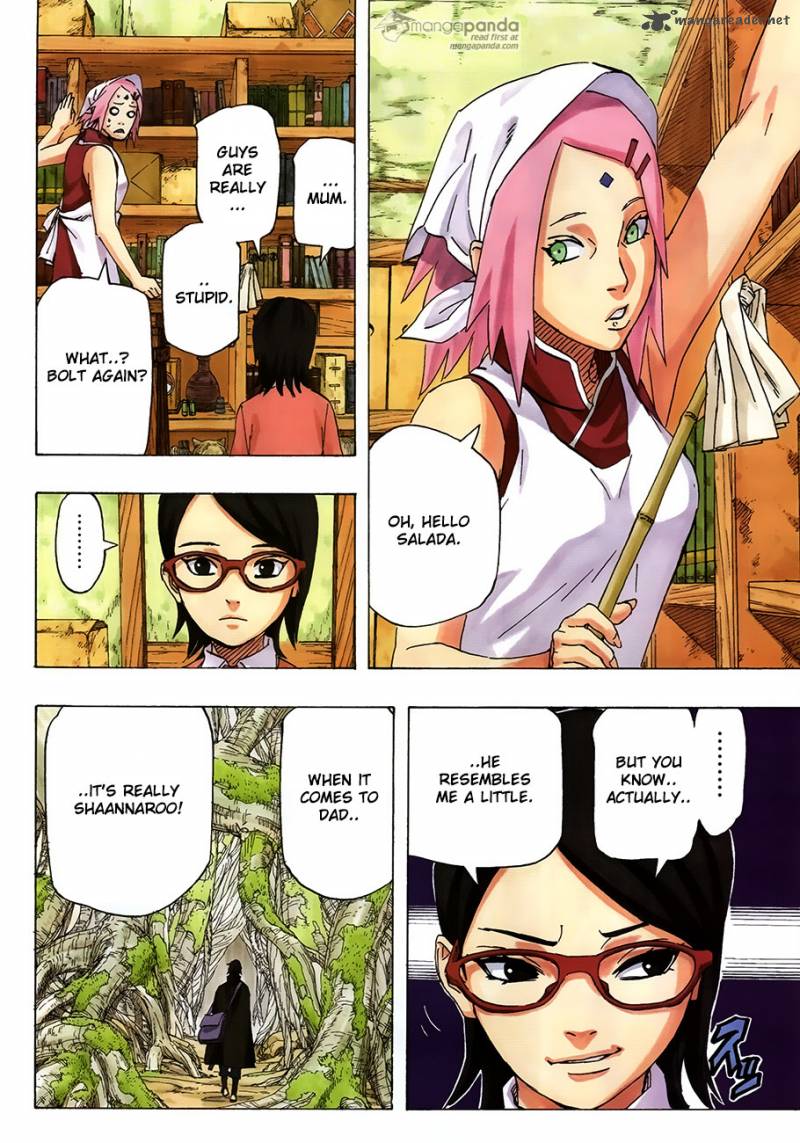 mangapanda
read first at
mangapanda.com
mangareader.net
OH, HELLO
SALADA.
...
MUM.
GUYS
ARE
REALLY
...
..
STUPID.
WHAT..?
BOLT AGAIN?
.........
.........
BUT YOU
KNOW..
ACTUALLY..
..HE
RESEMBLES
ME A LITTLE.
WHEN IT
COMES TO
DAD..
..IT'S REALLY
SHAANNAROO!